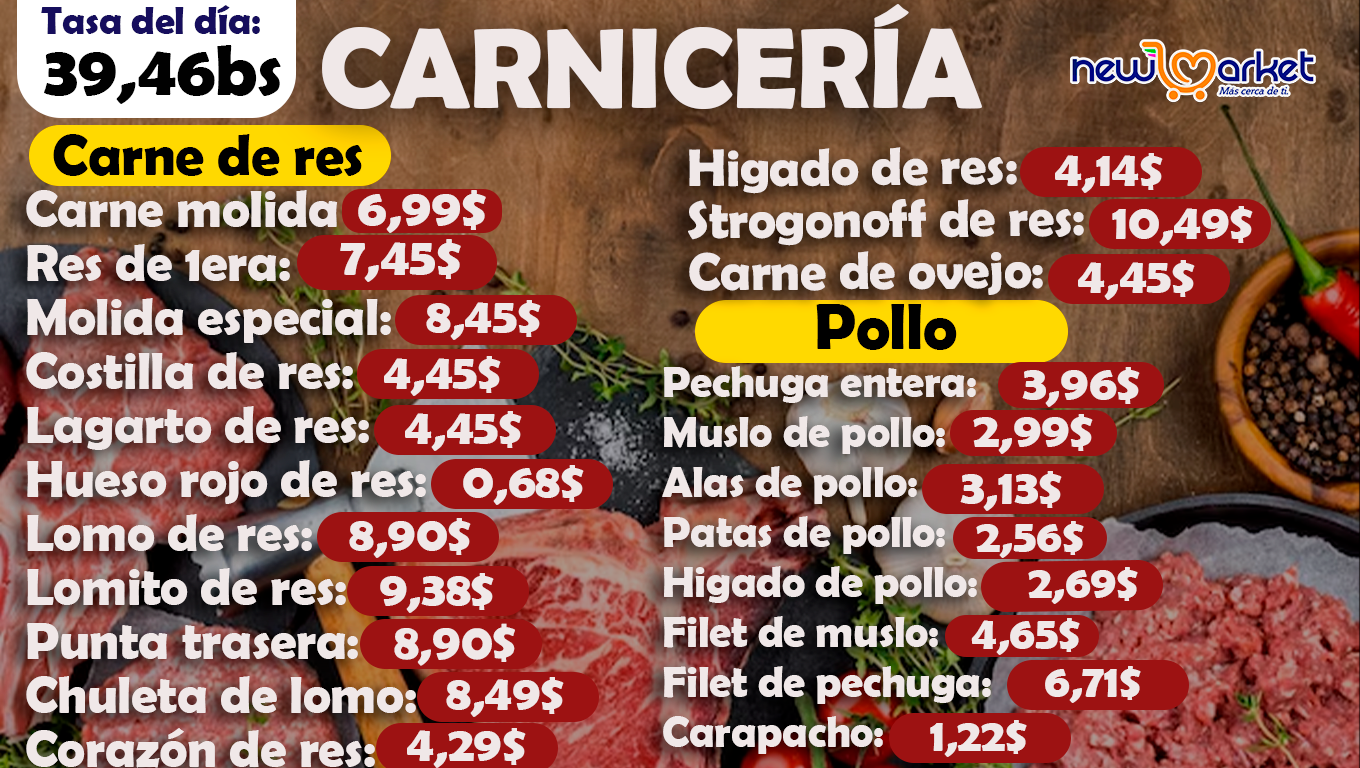 Tasa del día:
39,46bs
CARNICERÍA
new market
Más cerca de ti.
Carne de res
Carne molida 6,99$
Res de 1era: 7,45$
Molida especial: 8,45$
Costilla de res: 4,45$
Lagarto de res: 4,45$
Hueso rojo de res: 0,68$
Lomo de res: 8,90$
Lomito de res: 9,38$
Punta trasera: 8,90$
Chuleta de lomo: 8,49$
Corazón de res: 4,29$
Higado de res: 4,14$
Strogonoff de res: 10,49$
Carne de ovejo: 4,45$
Pollo
Pechuga entera: 3,96$
Muslo de pollo: 2,99$
Alas de pollo: 3,13$
Patas de pollo: 2,56$
Higado de pollo: 2,69$
Filet de muslo: 4,65$
Filet de pechuga: 6,71$
Carapacho: 1,22$